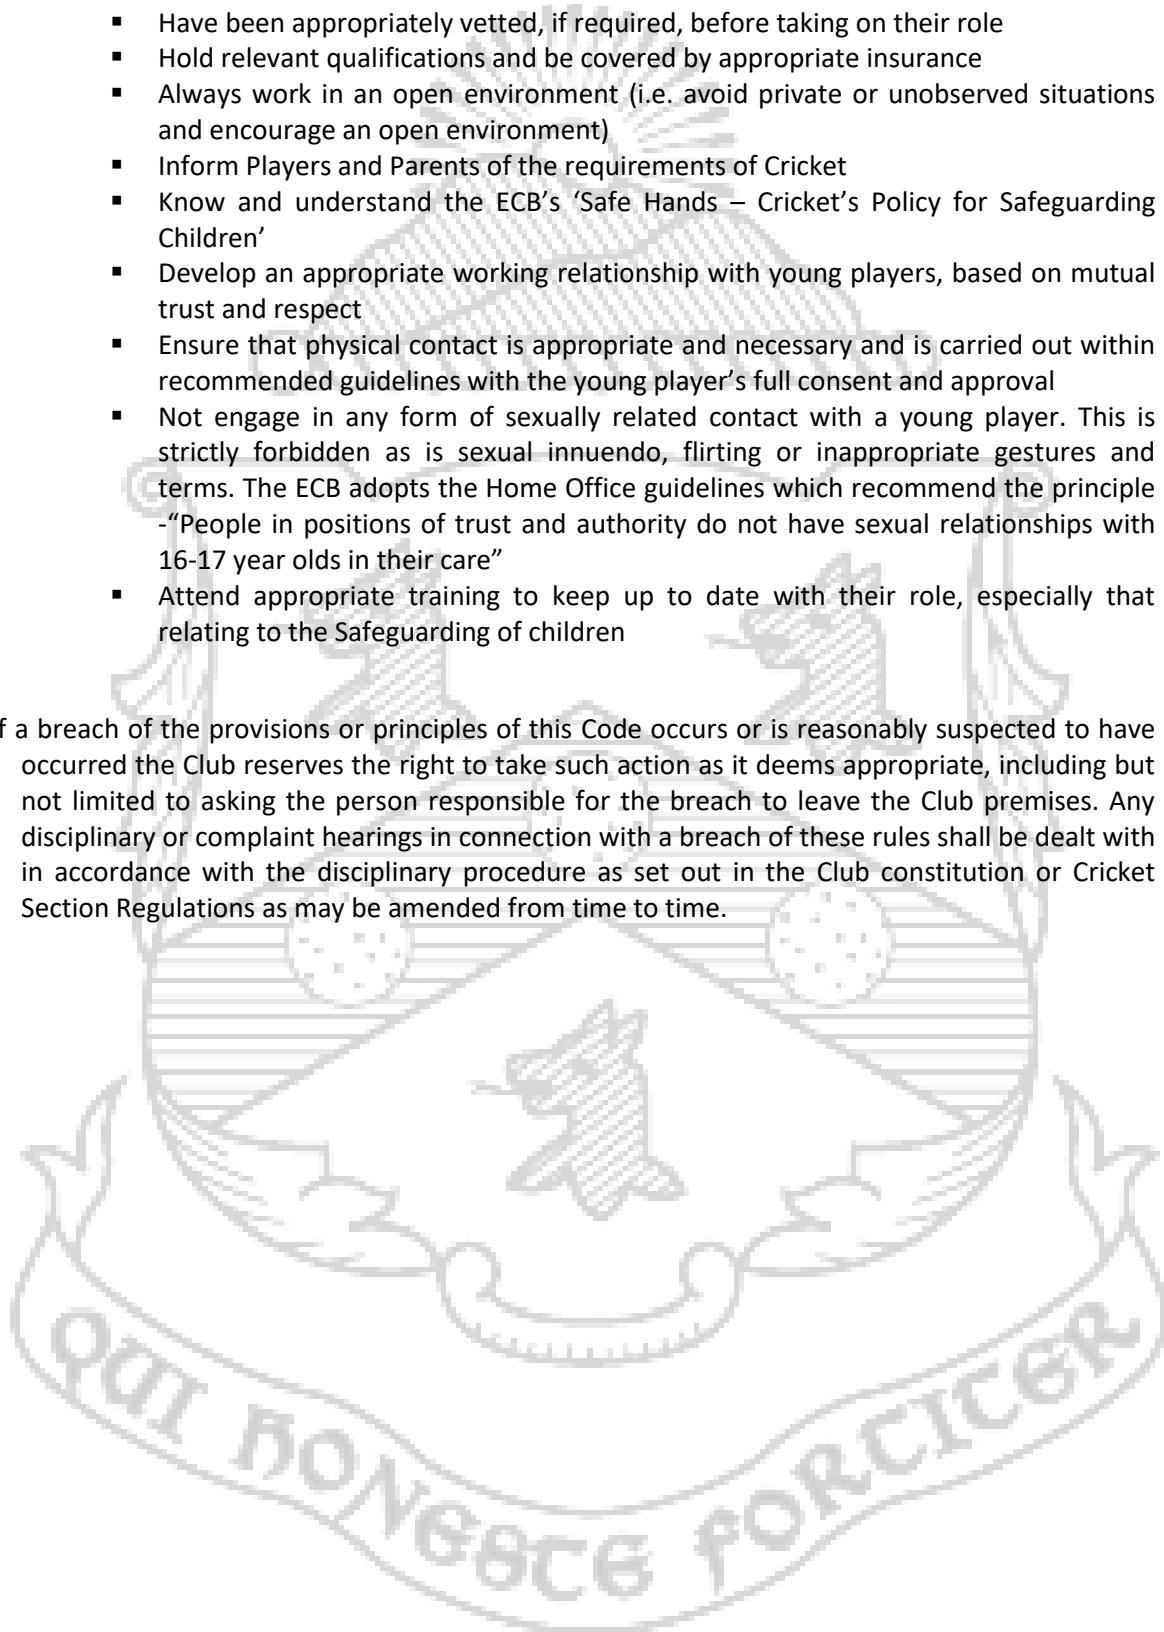 ▪ Have been appropriately vetted, if required, before taking on their role
▪ Hold relevant qualifications and be covered by appropriate insurance
▪ Always work in an open environment (i.e. avoid private or unobserved situations
and encourage an open environment)
▪ Inform Players and Parents of the requirements of Cricket
▪ Know and understand the ECB’s ‘Safe Hands – Cricket’s Policy for Safeguarding
Children’
▪ Develop an appropriate working relationship with young players, based on mutual
trust and respect
▪ Ensure that physical contact is appropriate and necessary and is carried out within
recommended guidelines with the young player’s full consent and approval
▪ Not engage in any form of sexually related contact with a young player. This is
strictly forbidden as is sexual innuendo, flirting or inappropriate gestures and
terms. The ECB adopts the Home Office guidelines which recommend the principle
-“People in positions of trust and authority do not have sexual relationships with
16-17 year olds in their care”
▪ Attend appropriate training to keep up to date with their role, especially that
relating to the Safeguarding of children
f a breach of the provisions or principles of this Code occurs or is reasonably suspected to have
occurred the Club reserves the right to take such action as it deems appropriate, including but
not limited to asking the person responsible for the breach to leave the Club premises. Any
disciplinary or complaint hearings in connection with a breach of these rules shall be dealt with
in accordance with the disciplinary procedure as set out in the Club constitution or Cricket
Section Regulations as may be amended from time to time.
QUI HONESTE FORTITER